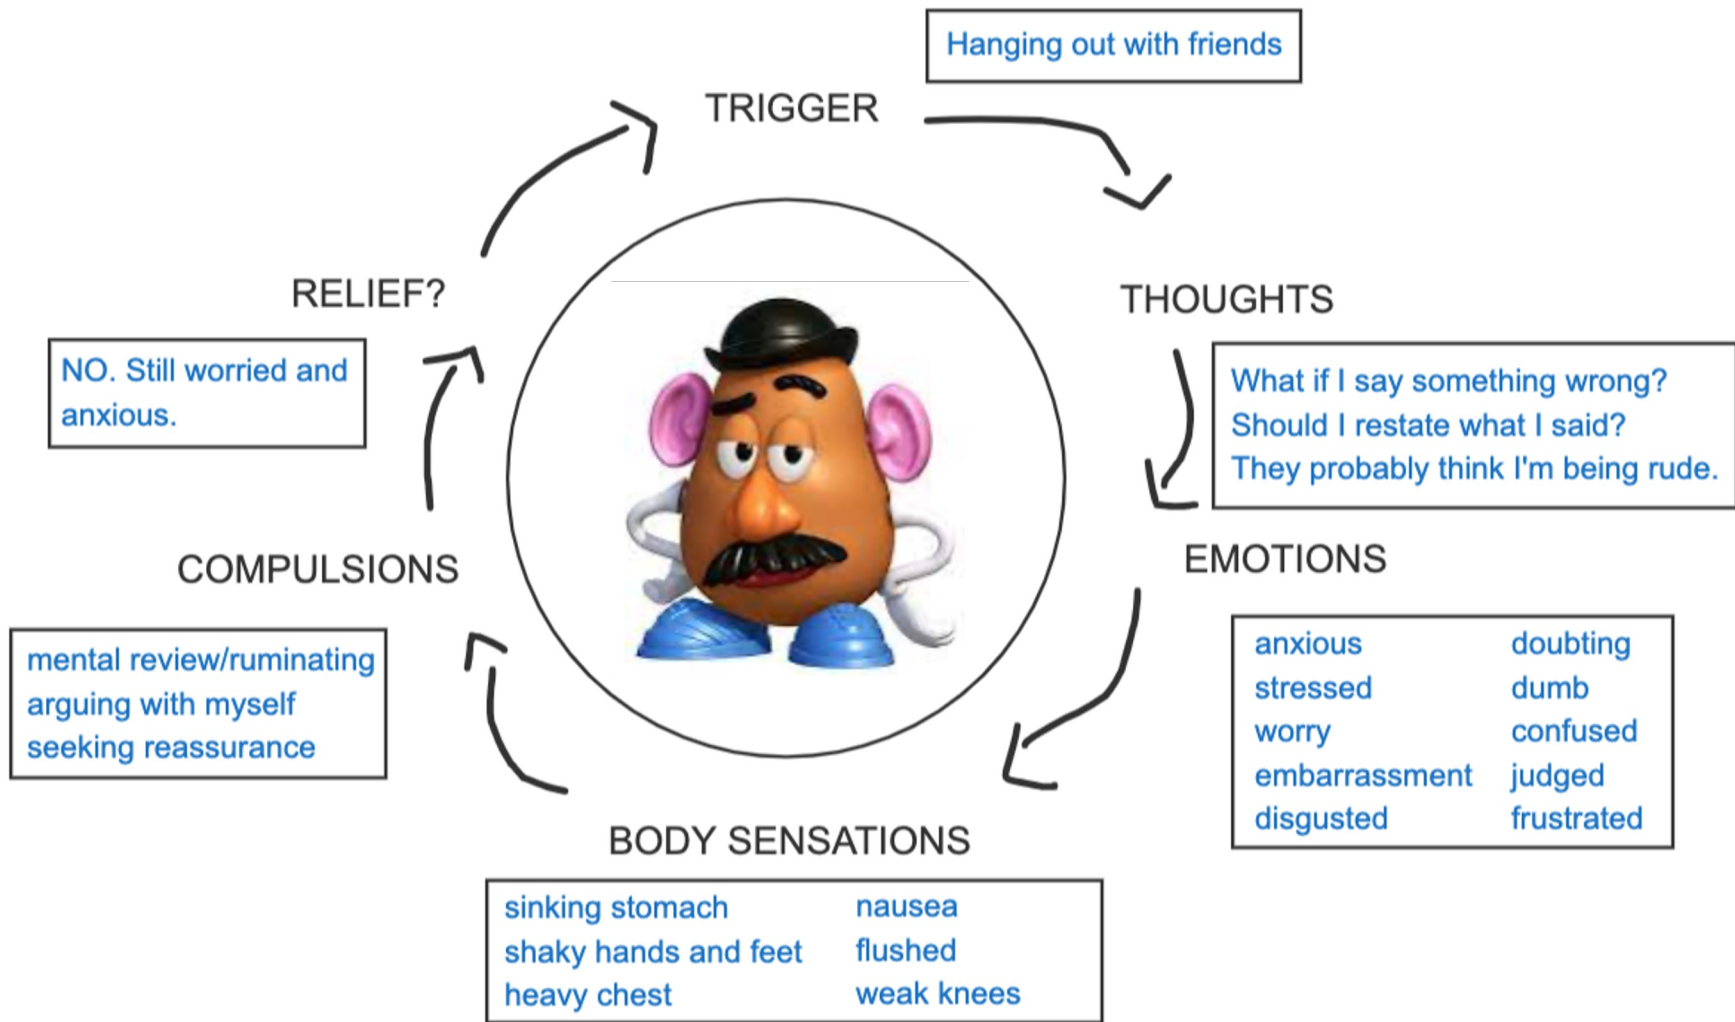 Hanging out with friends
TRIGGER
THOUGHTS
What if I say something wrong?
Should I restate what I said?
They probably think I'm being rude.
EMOTIONS
anxious doubting
stressed dumb
worry confused
embarrassment judged
disgusted frustrated
BODY SENSATIONS
sinking stomach nausea
shaky hands and feet flushed
heavy chest weak knees
COMPULSIONS
mental review/ruminating
arguing with myself
seeking reassurance
RELIEF?
NO. Still worried and
anxious.